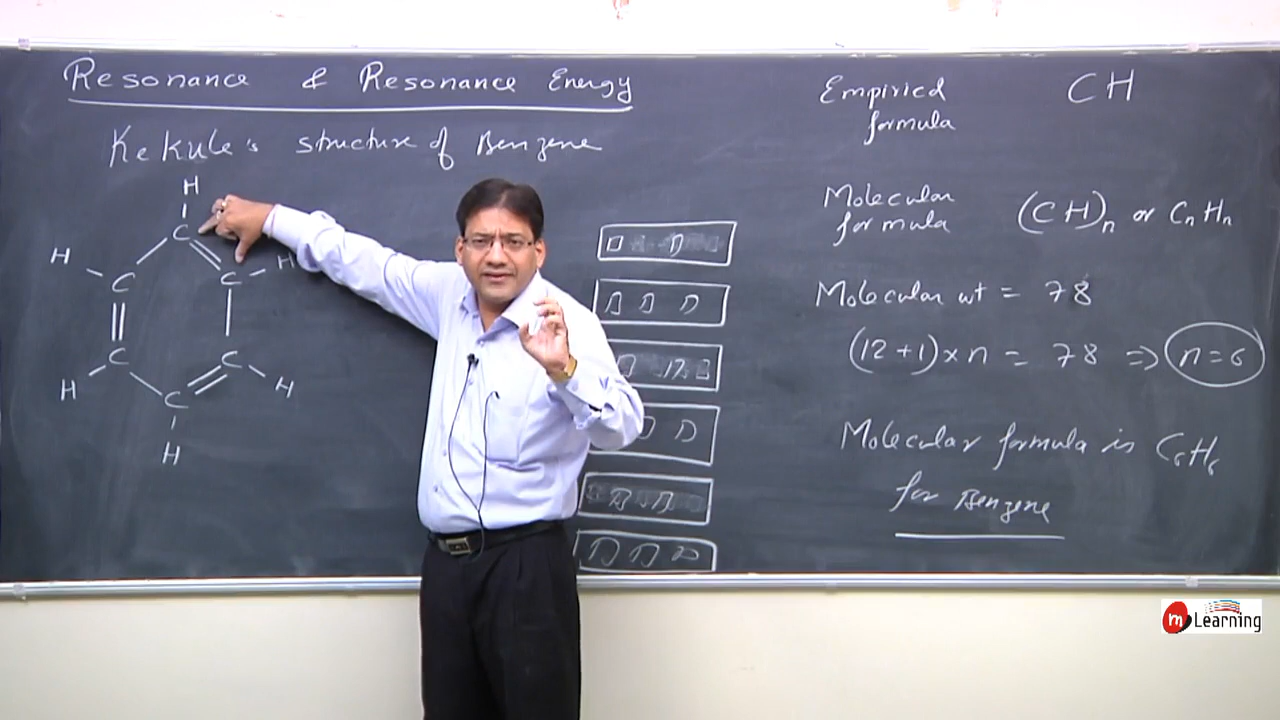 Resonance & Resonance Energy
Kekule's structure of Benzene
H
C
H C C H
H C C H
C
H
Empirical formula CH
Molecular formula (CH)n or CnHn
Molecular wt = 78
(12+1)×n = 78 ⇒ n=6
Molecular formula is C6H6
for Benzene
m Learning